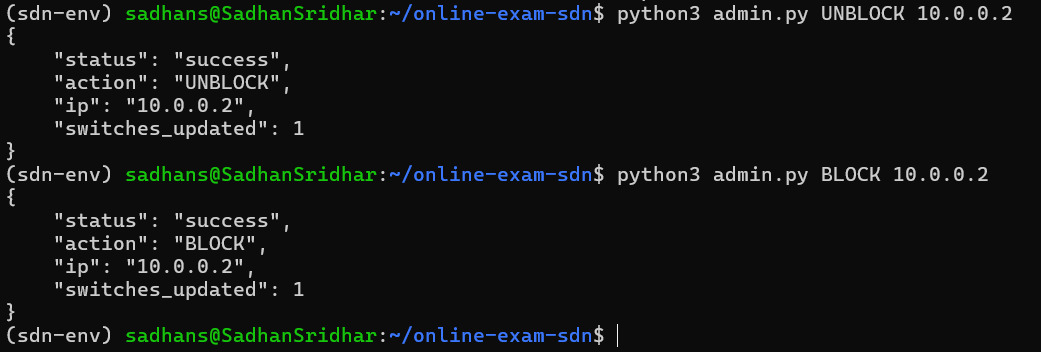 (sdn-env) sadhans@SadhanSridhar:~/online-exam-sdn$ python3 admin.py UNBLOCK 10.0.0.2
{
    "status": "success",
    "action": "UNBLOCK",
    "ip": "10.0.0.2",
    "switches_updated": 1
}
(sdn-env) sadhans@SadhanSridhar:~/online-exam-sdn$ python3 admin.py BLOCK 10.0.0.2
{
    "status": "success",
    "action": "BLOCK",
    "ip": "10.0.0.2",
    "switches_updated": 1
}
(sdn-env) sadhans@SadhanSridhar:~/online-exam-sdn$